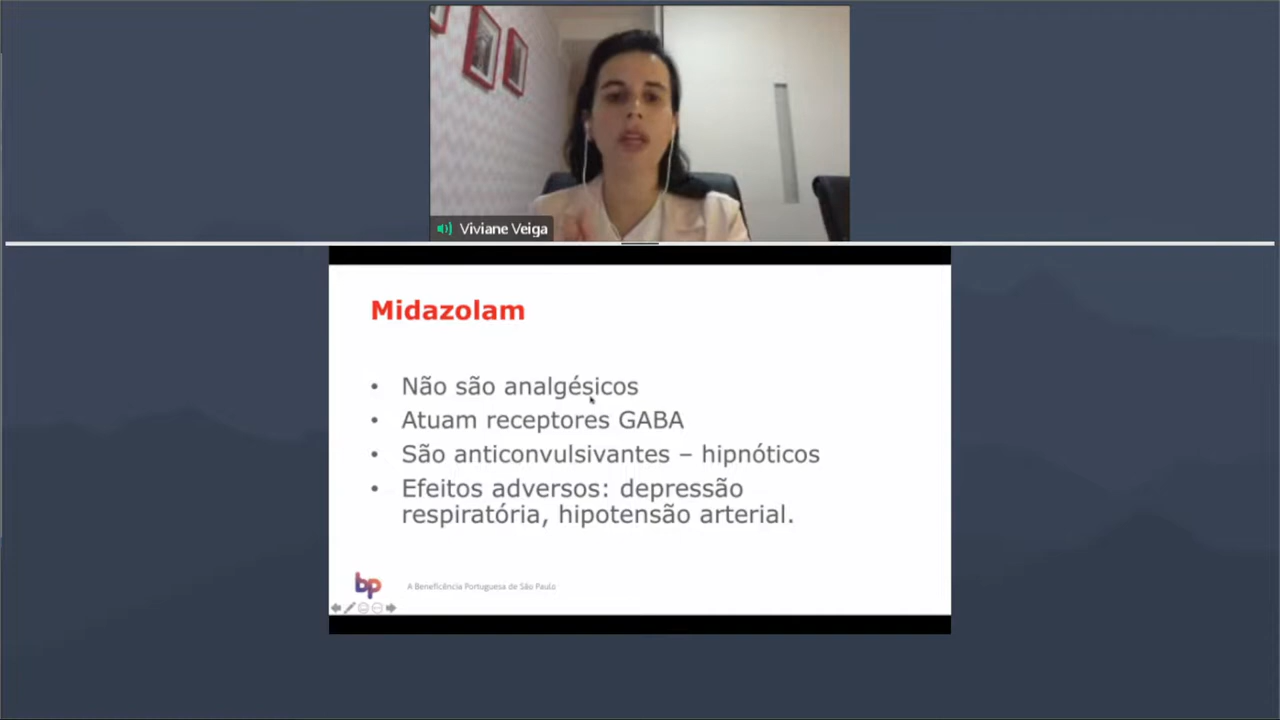 Viviane Veiga
Midazolam
• Não são analgésicos
• Atuam receptores GABA
• São anticonvulsivantes – hipnóticos
• Efeitos adversos: depressão
respiratória, hipotensão arterial.
bp
A Beneficência Portuguesa de São Paulo